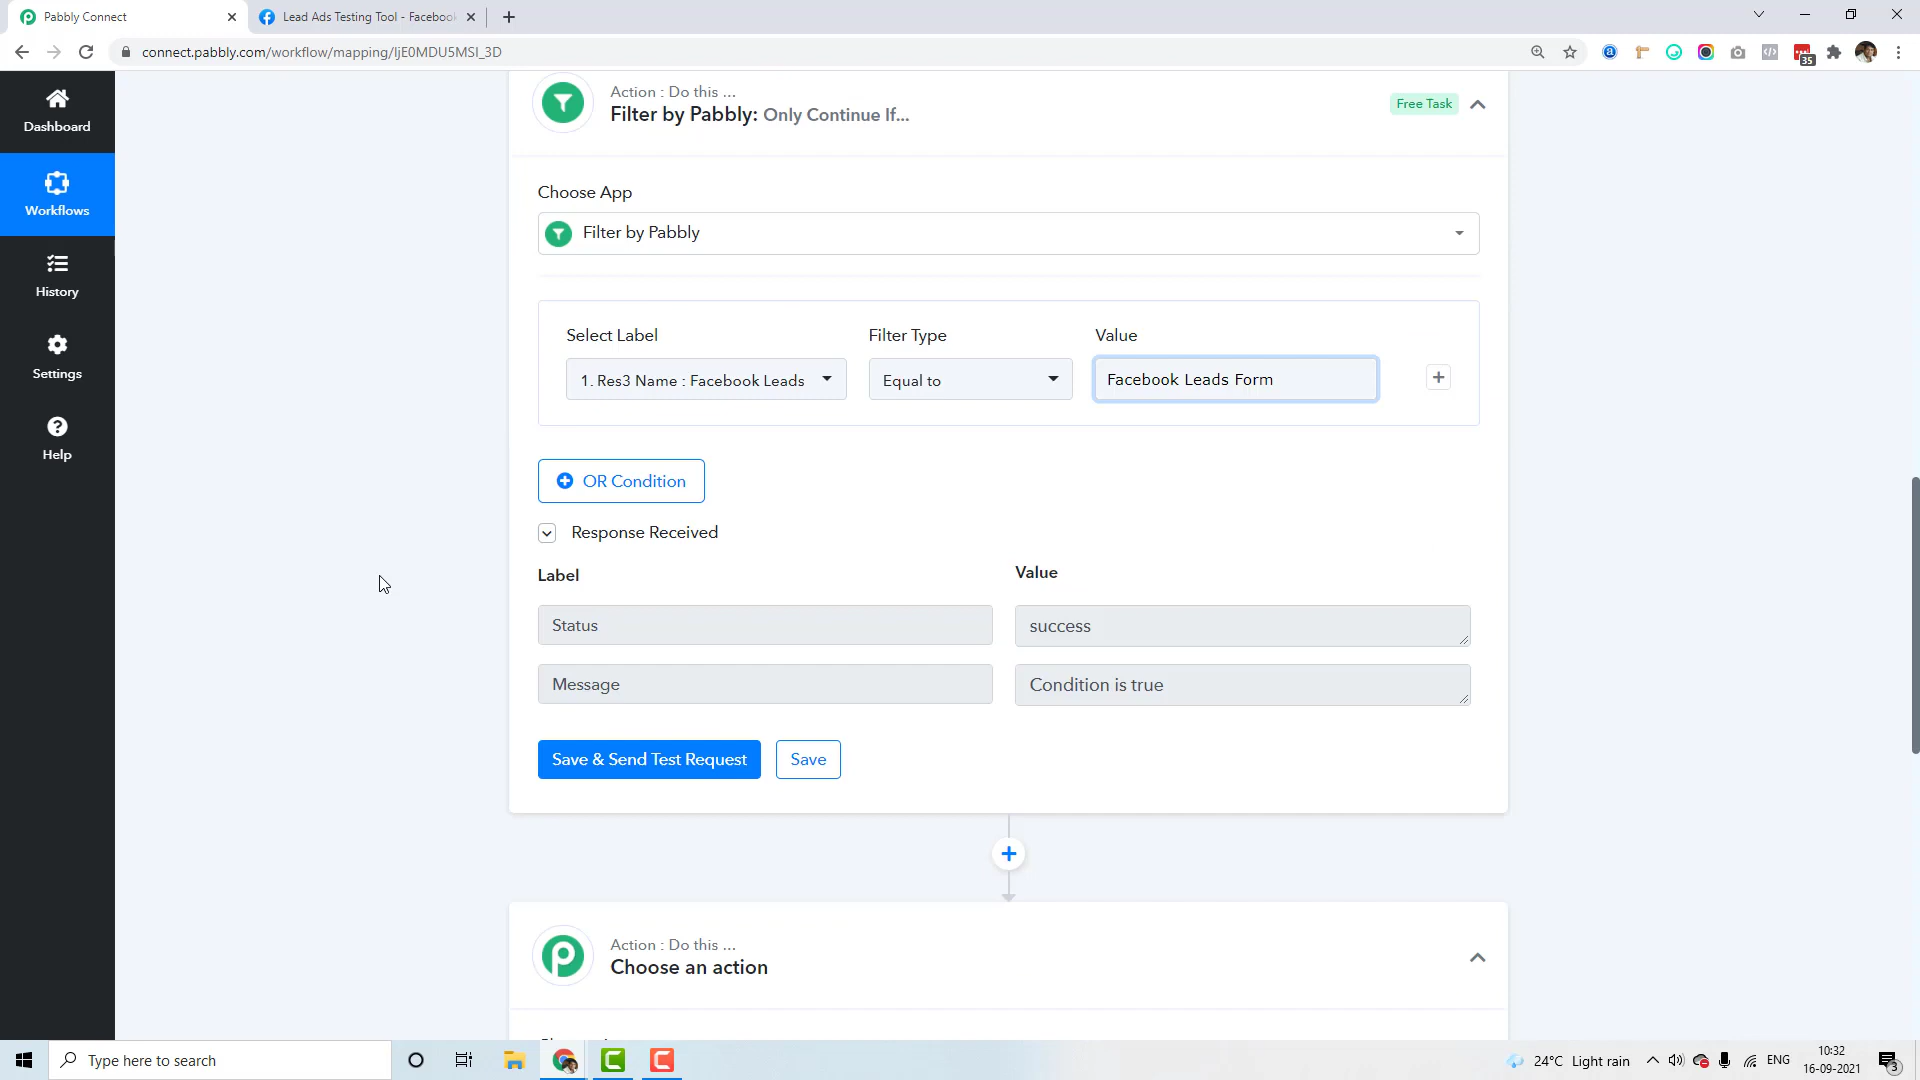 Pabbly Connect
Lead Ads Testing Tool - Facebook
connect.pabbly.com/workflow/mapping/IjE0MDU5MSI_3D
35
Dashboard
Workflows
History
Settings
Help
Action : Do this ...
Filter by Pabbly: Only Continue If...
Free Task
Choose App
Filter by Pabbly
Select Label
Filter Type
Value
1. Res3 Name : Facebook Leads
Equal to
Facebook Leads Form
OR Condition
Response Received
Label
Value
Status
success
Message
Condition is true
Save & Send Test Request
Save
Action : Do this ...
Choose an action
Type here to search
24°C Light rain
ENG
10:32
16-09-2021
3